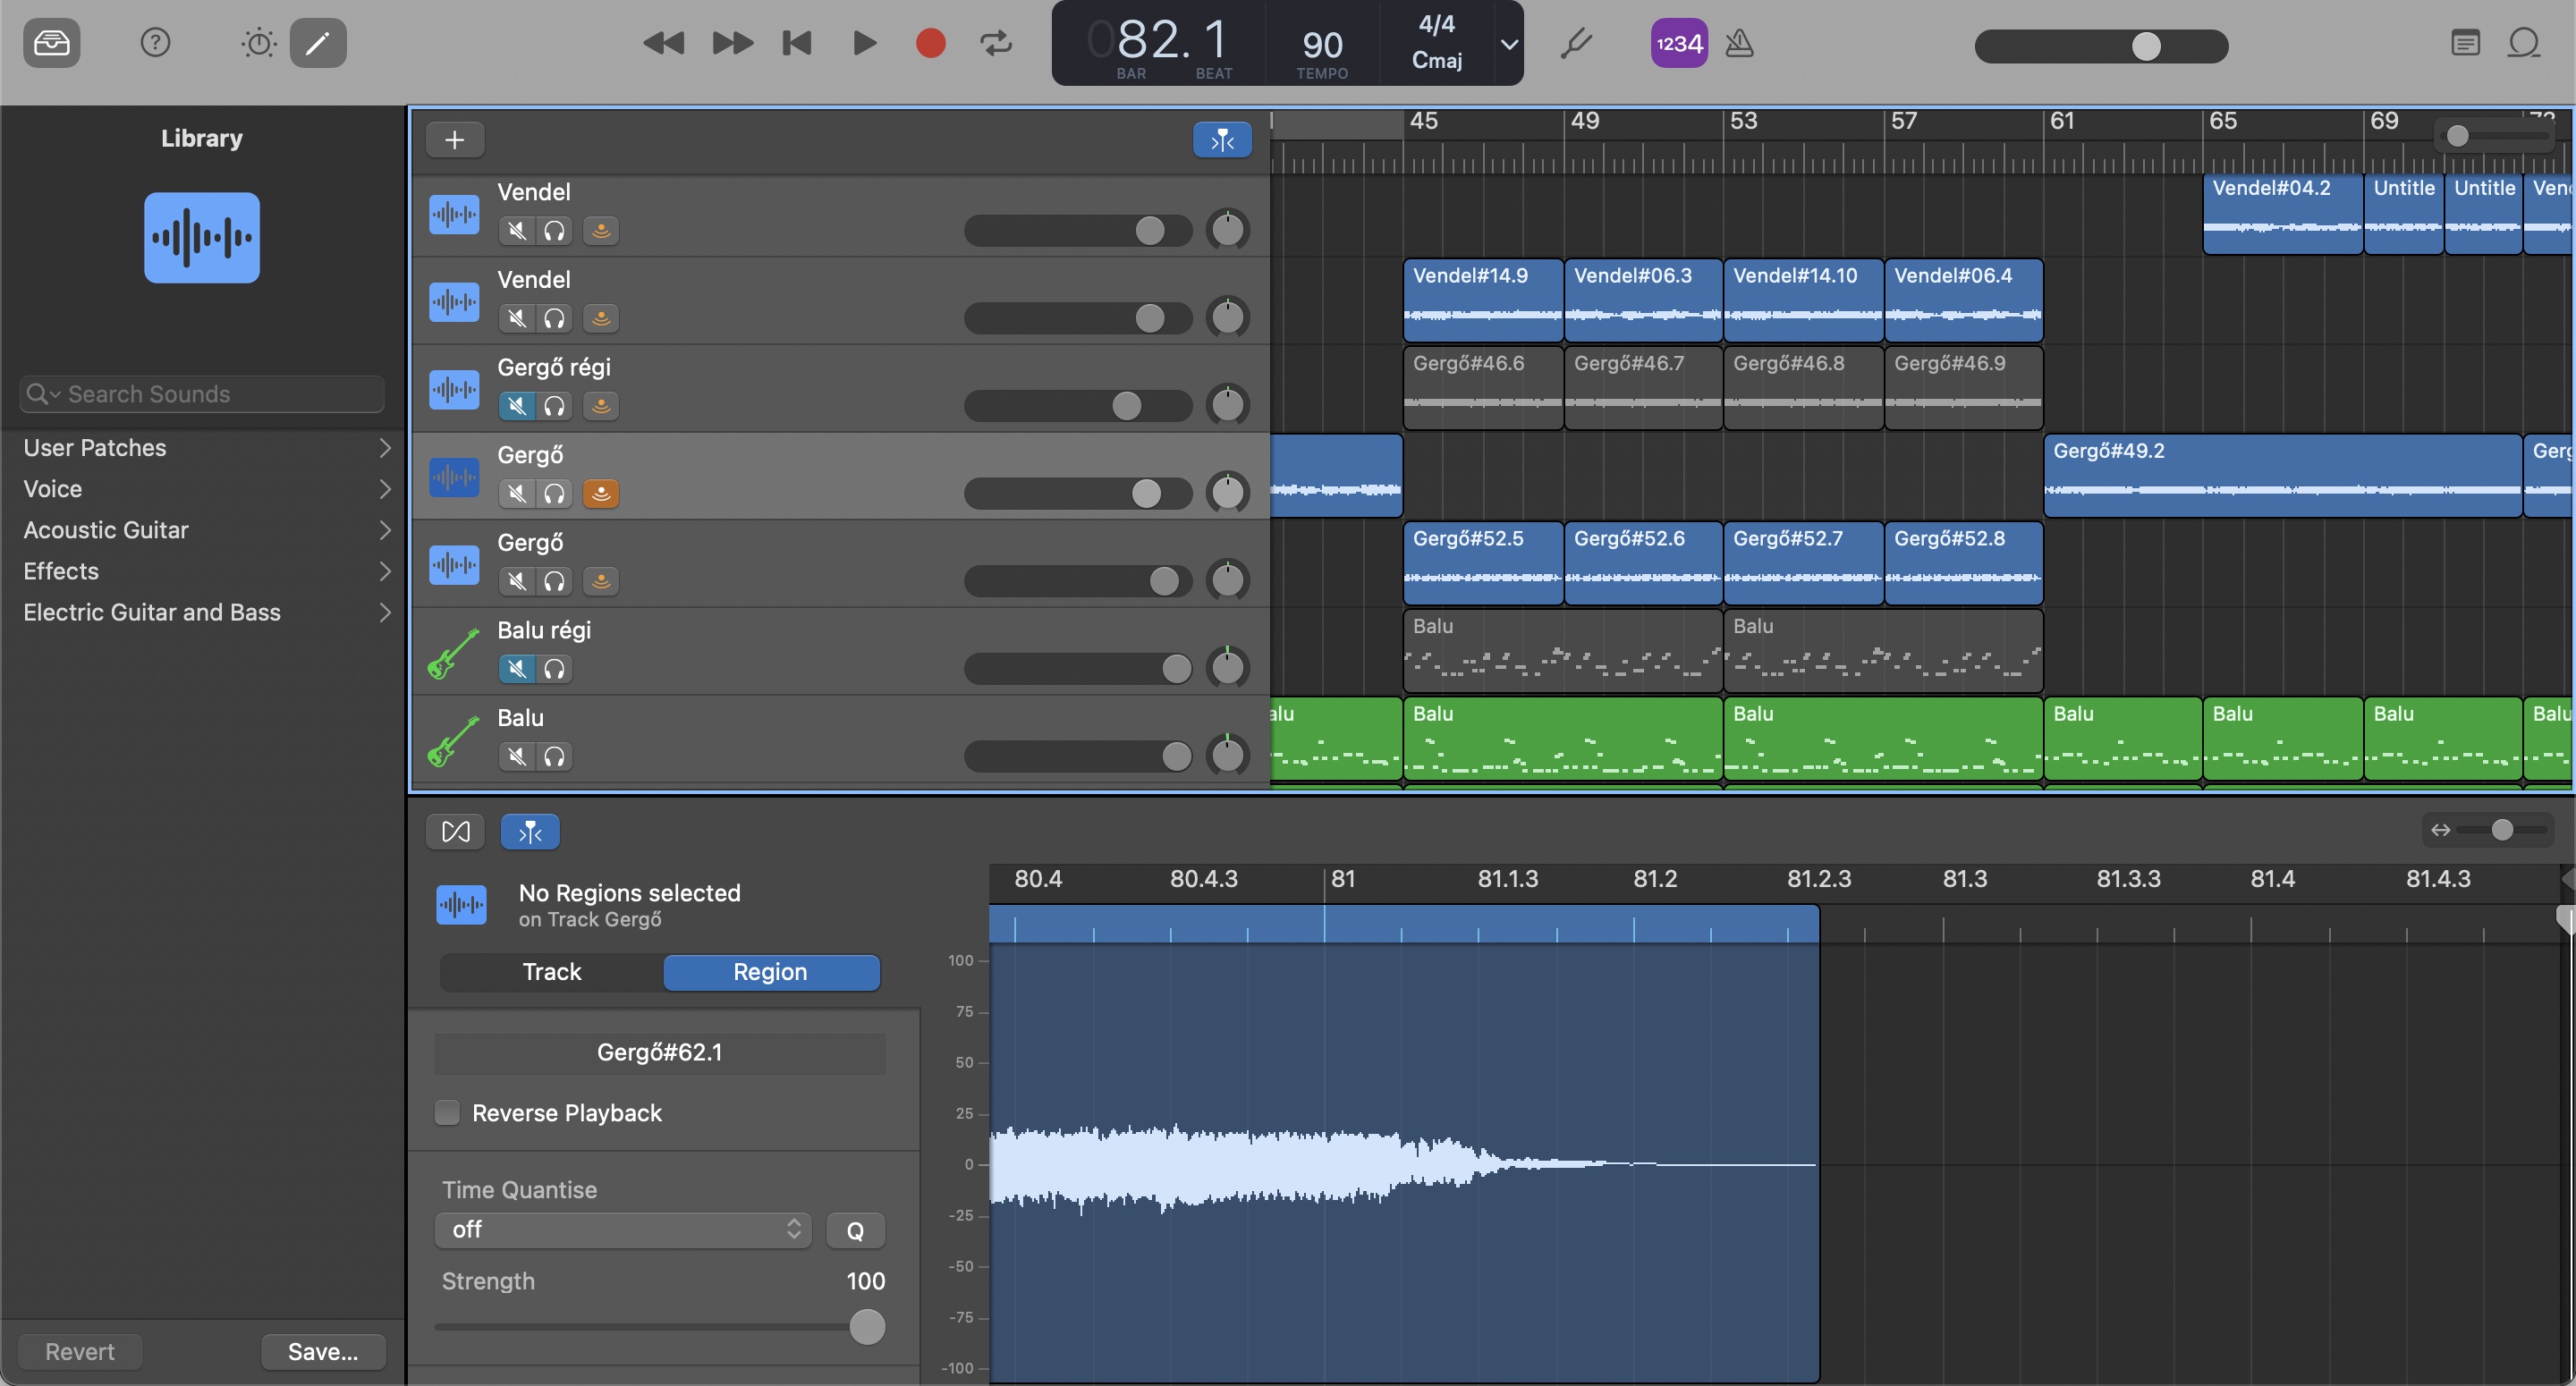 082. 1
BAR
BEAT
90
TEMPO
4/4
Cmaj
1234
Library
Search Sounds
User Patches
Voice
Acoustic Guitar
Effects
Electric Guitar and Bass
Revert
Save...
45
49
53
57
61
65
69
Vendel
Vendel#04.2
Untitle
Untitle
Ven
Vendel
Vendel#14.9
Vendel#06.3
Vendel#14.10
Vendel#06.4
Gergő régi
Gergő#46.6
Gergő#46.7
Gergő#46.8
Gergő#46.9
Gergő
Gergő#49.2
Gerg
Gergő
Gergő#52.5
Gergő#52.6
Gergő#52.7
Gergő#52.8
Balu régi
Balu
Balu
Balu
alu
Balu
Balu
Balu
Balu
Balu
Balu
No Regions selected
on Track Gergő
Track
Region
Gergő#62.1
Reverse Playback
Time Quantise
off
Q
Strength
100
80.4
80.4.3
81
81.1.3
81.2
81.2.3
81.3
81.3.3
81.4
81.4.3
100
75
50
25
0
-25
-50
-75
-100